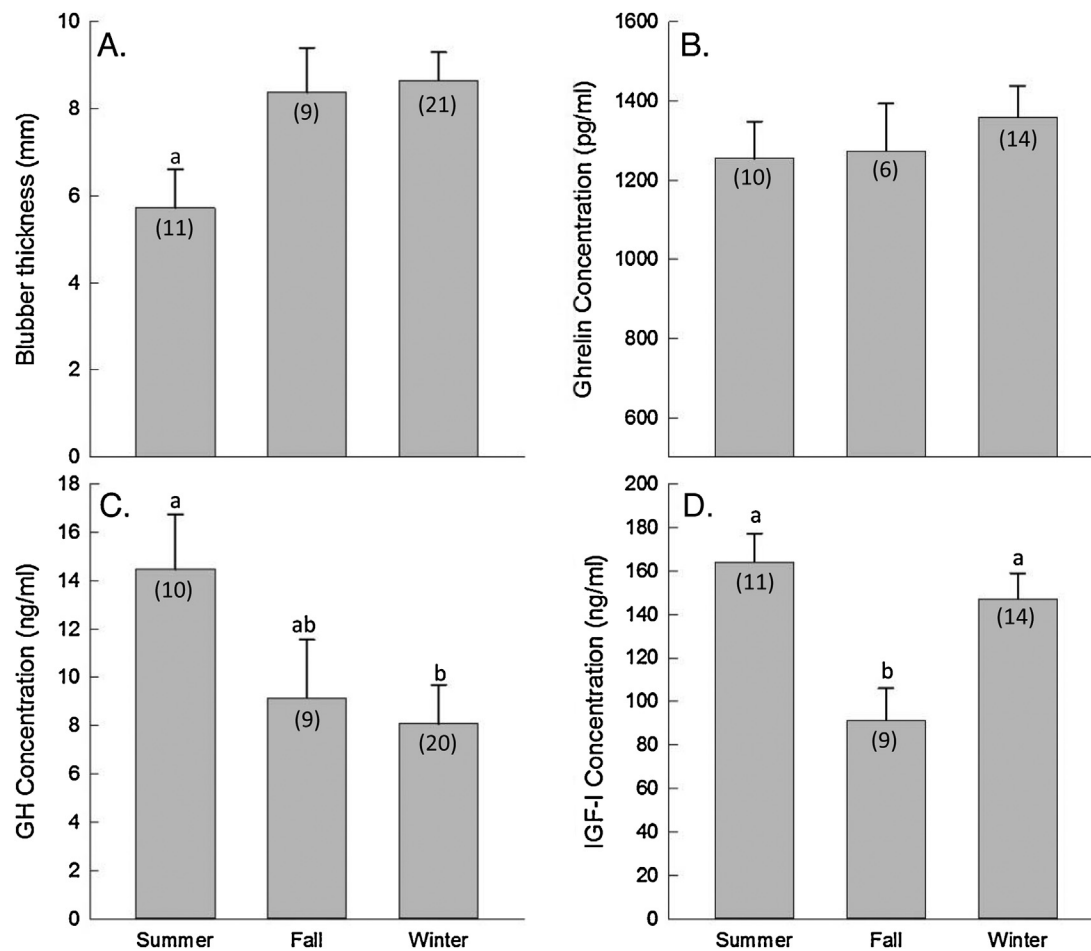 A.
Blubber thickness (mm)
10
8
6
4
2
0
a
(11)
(9)
(21)
B.
Ghrelin Concentration (pg/ml)
1600
1400
1200
1000
800
600
(10)
(6)
(14)
C.
GH Concentration (ng/ml)
18
16
14
12
10
8
6
4
2
0
a
(10)
ab
(9)
b
(20)
Summer Fall Winter
D.
IGF-I Concentration (ng/ml)
200
180
160
140
120
100
80
60
40
20
0
a
(11)
b
(9)
a
(14)
Summer Fall Winter